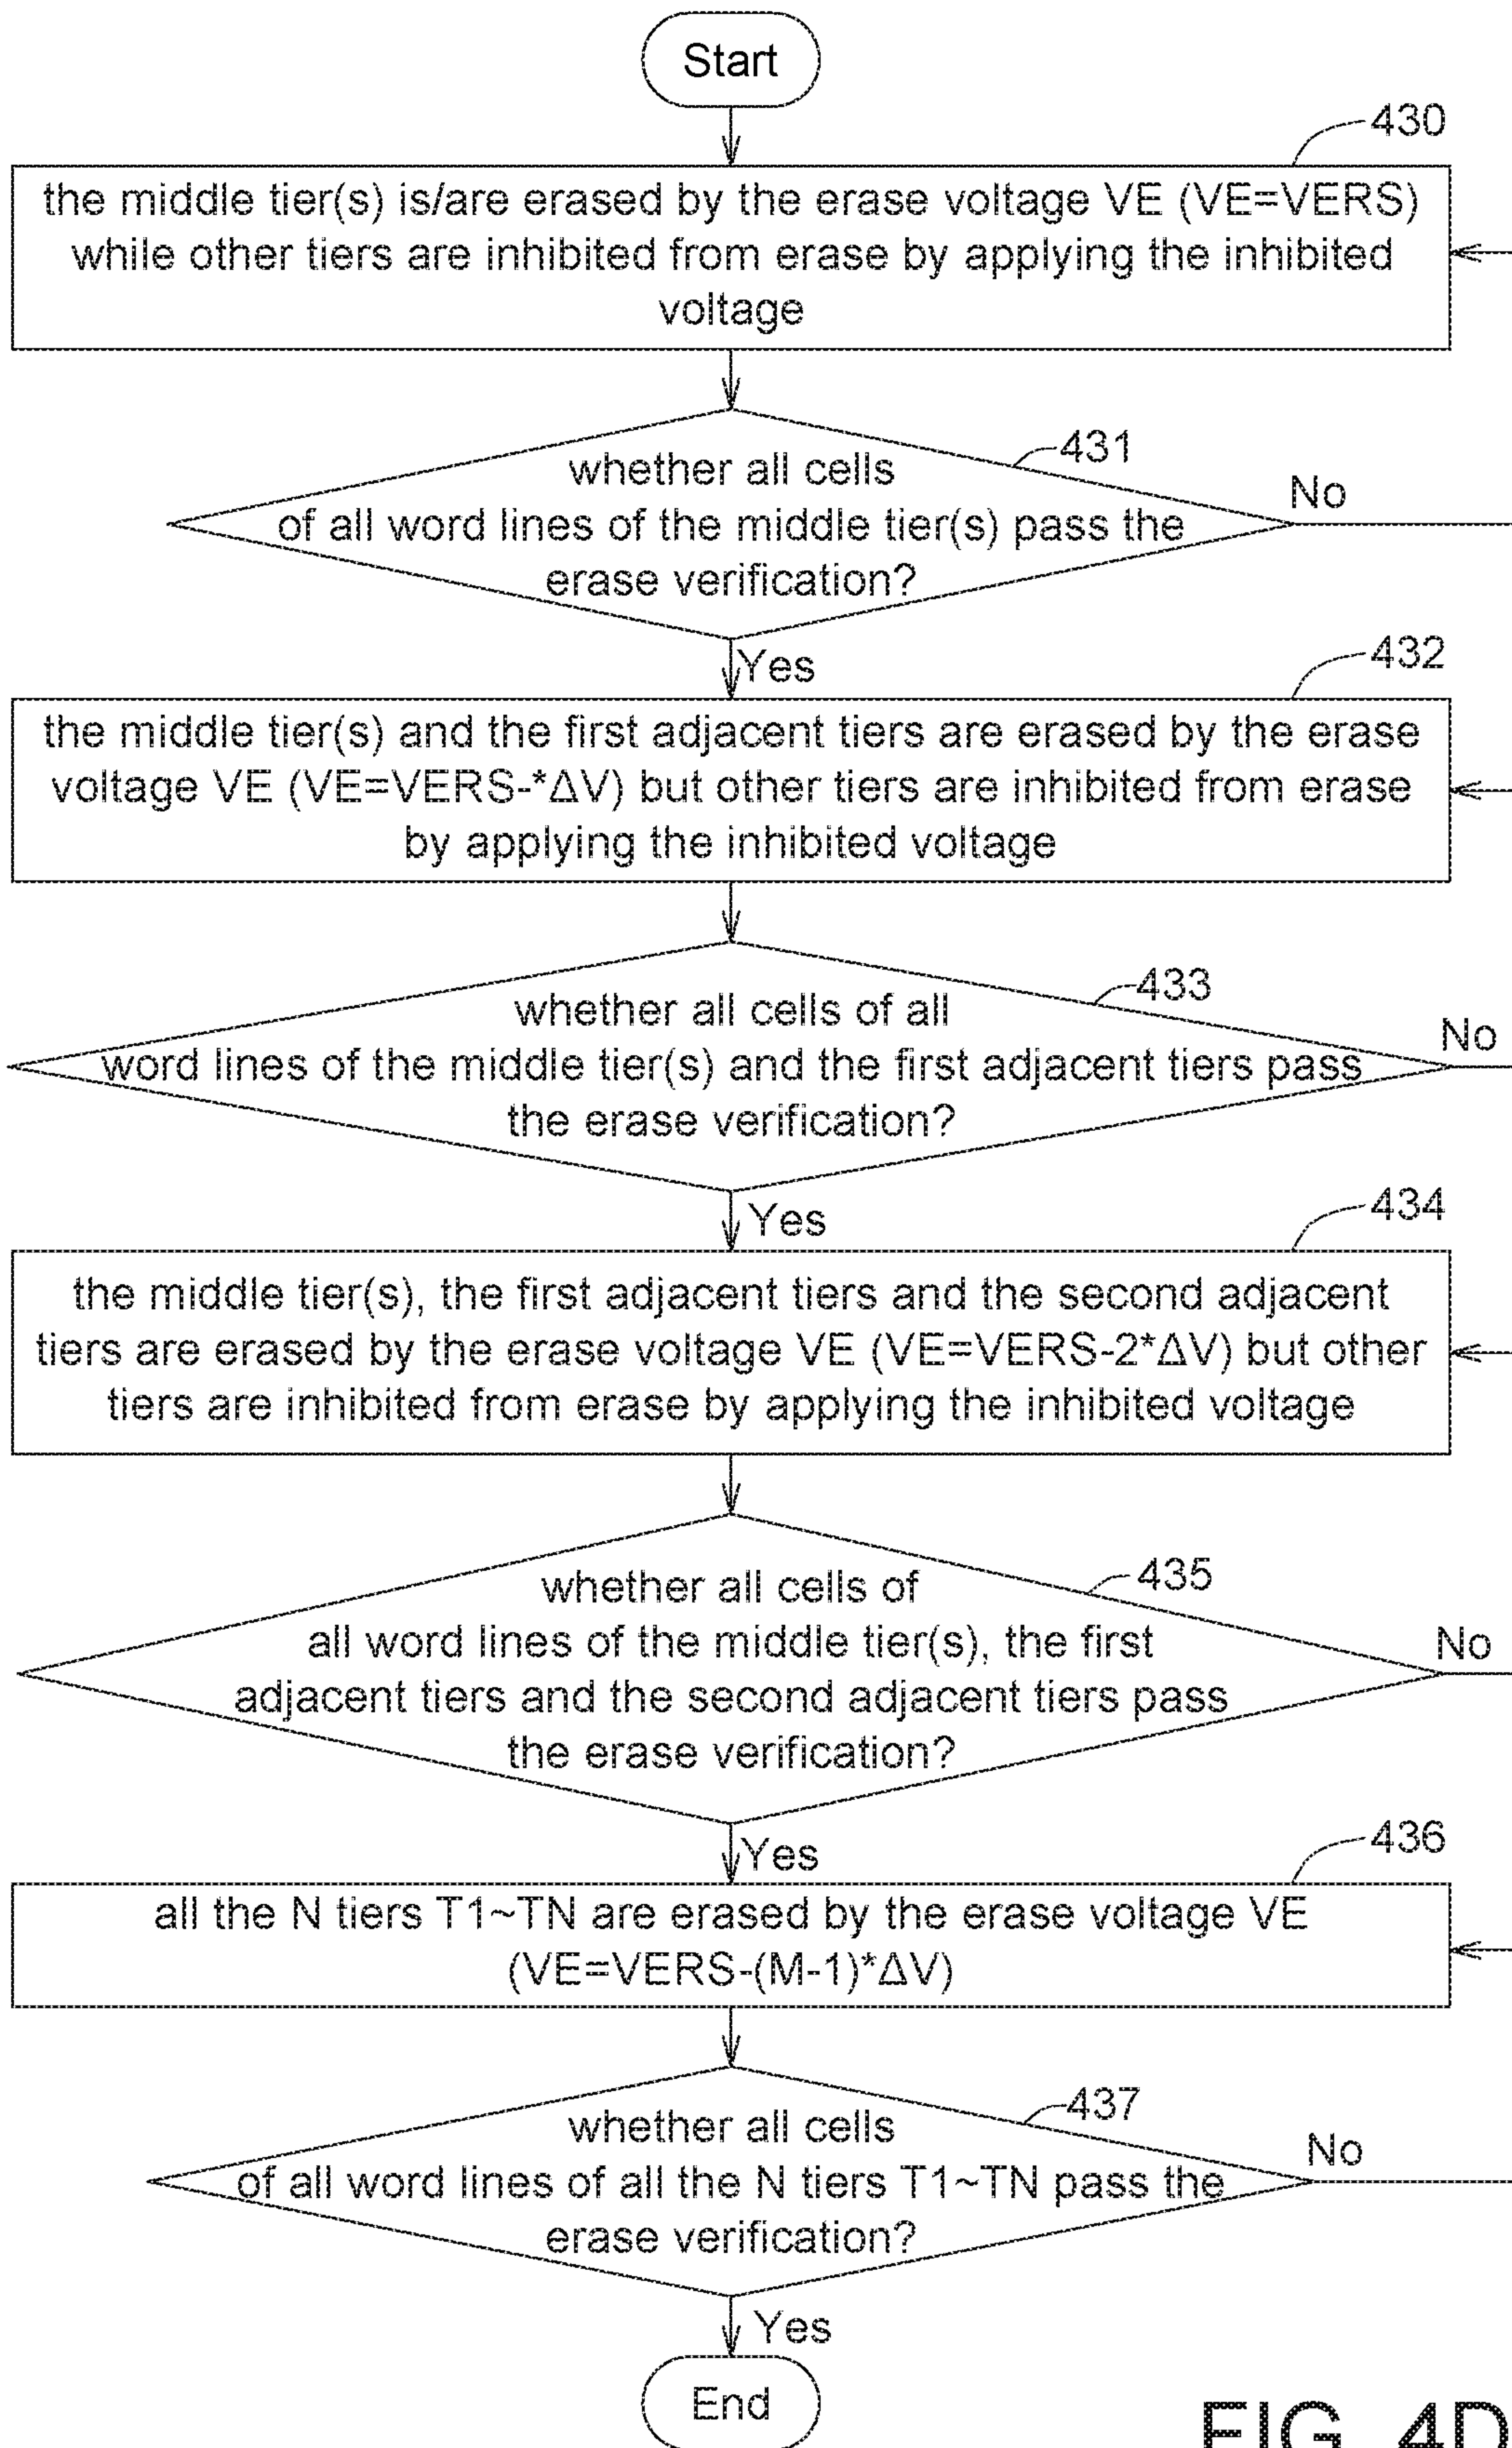 Start
430
the middle tier(s) is/are erased by the erase voltage VE (VE=VERS)
while other tiers are inhibited from erase by applying the inhibited
voltage
431
whether all cells
of all word lines of the middle tier(s) pass the
erase verification?
No
Yes
432
the middle tier(s) and the first adjacent tiers are erased by the erase
voltage VE (VE=VERS-*ΔV) but other tiers are inhibited from erase
by applying the inhibited voltage
433
whether all cells of all
word lines of the middle tier(s) and the first adjacent tiers pass
the erase verification?
No
Yes
434
the middle tier(s), the first adjacent tiers and the second adjacent
tiers are erased by the erase voltage VE (VE=VERS-2*ΔV) but other
tiers are inhibited from erase by applying the inhibited voltage
435
whether all cells of
all word lines of the middle tier(s), the first
adjacent tiers and the second adjacent tiers pass
the erase verification?
No
Yes
436
all the N tiers T1~TN are erased by the erase voltage VE
(VE=VERS-(M-1)*ΔV)
437
whether all cells
of all word lines of all the N tiers T1~TN pass the
erase verification?
No
Yes
End
FIG. 4D